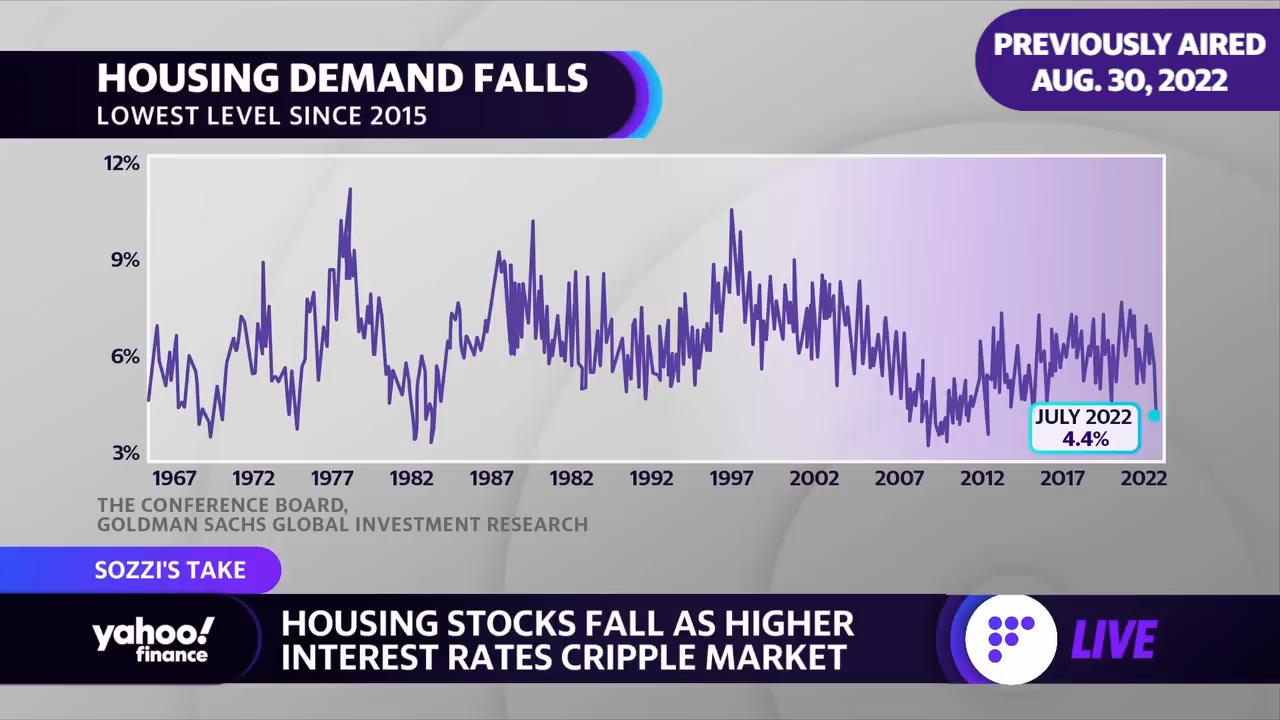 PREVIOUSLY AIRED
AUG. 30, 2022
HOUSING DEMAND FALLS
LOWEST LEVEL SINCE 2015
12%
9%
6%
3%
JULY 2022
4.4%
1967 1972 1977 1982 1987 1982 1992 1997 2002 2007 2012 2017 2022
THE CONFERENCE BOARD,
GOLDMAN SACHS GLOBAL INVESTMENT RESEARCH
SOZZI'S TAKE
yahoo!
finance
HOUSING STOCKS FALL AS HIGHER
INTEREST RATES CRIPPLE MARKET
LIVE